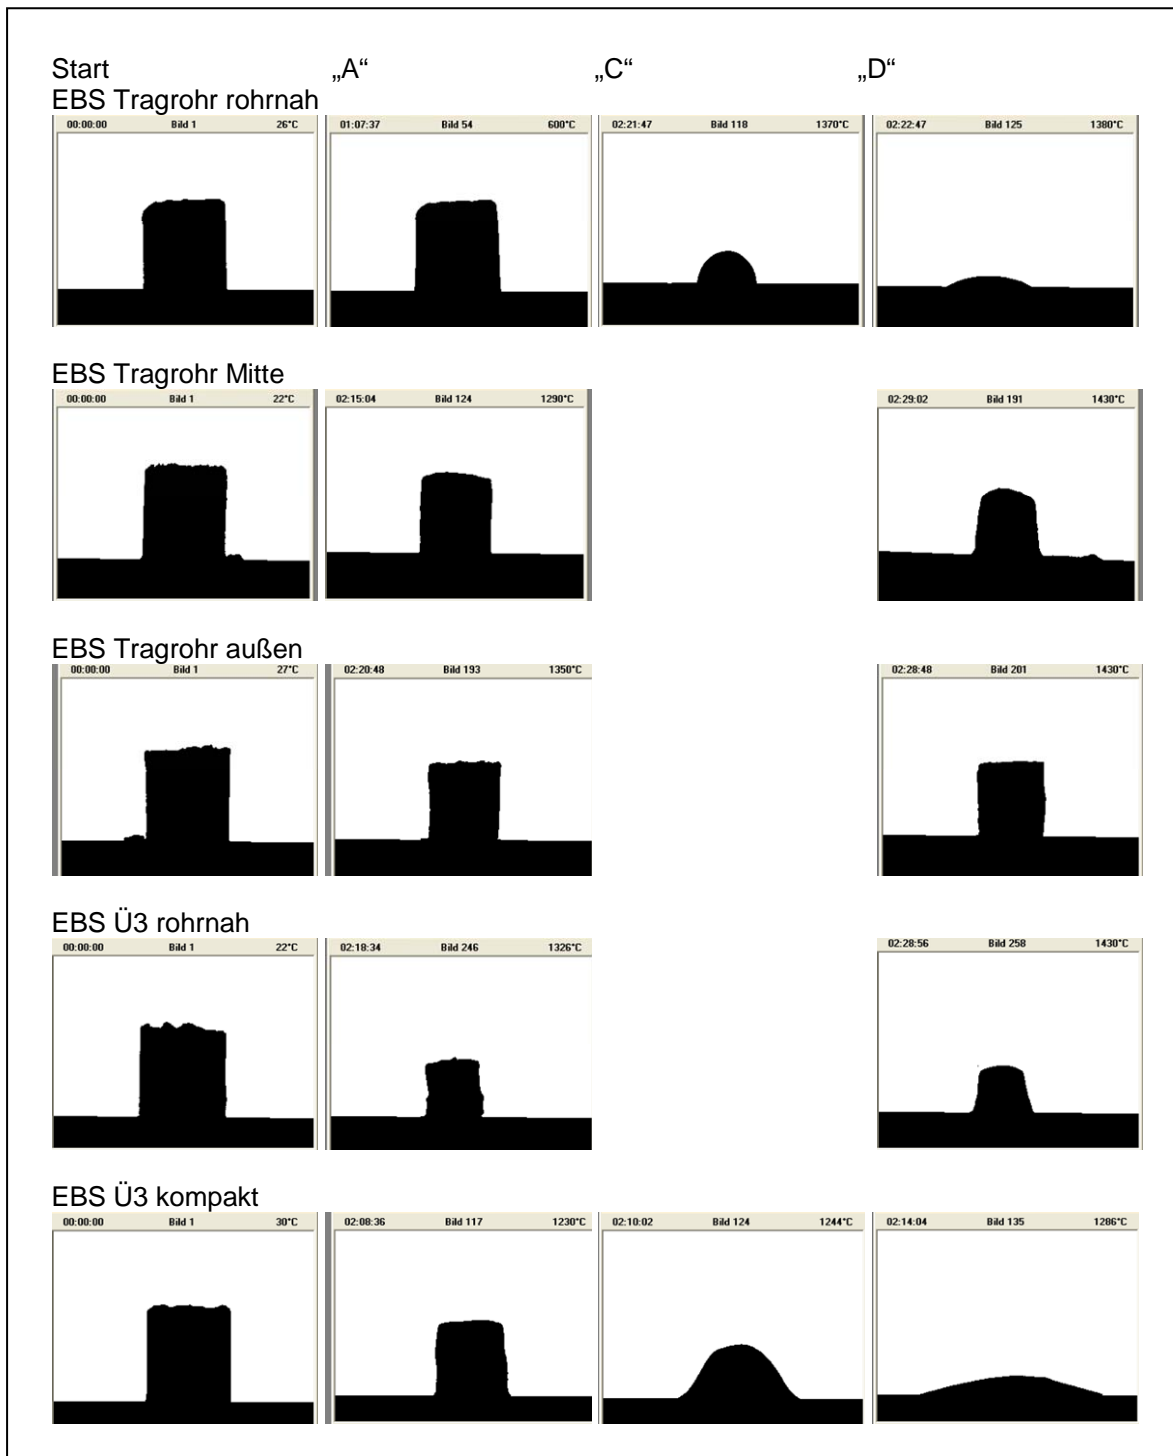 Start „A“ „C“ „D“
EBS Tragrohr rohrnah
00:00:00 Bild 1 26°C 01:07:37 Bild 54 600°C 02:21:47 Bild 118 1370°C 02:22:47 Bild 125 1380°C
EBS Tragrohr Mitte
00:00:00 Bild 1 22°C 02:15:04 Bild 124 1290°C 02:29:02 Bild 191 1430°C
EBS Tragrohr außen
00:00:00 Bild 1 27°C 02:20:48 Bild 193 1350°C 02:28:48 Bild 201 1430°C
EBS Ü3 rohrnah
00:00:00 Bild 1 22°C 02:18:34 Bild 246 1326°C 02:28:56 Bild 258 1430°C
EBS Ü3 kompakt
00:00:00 Bild 1 30°C 02:08:36 Bild 117 1230°C 02:10:02 Bild 124 1244°C 02:14:04 Bild 135 1286°C